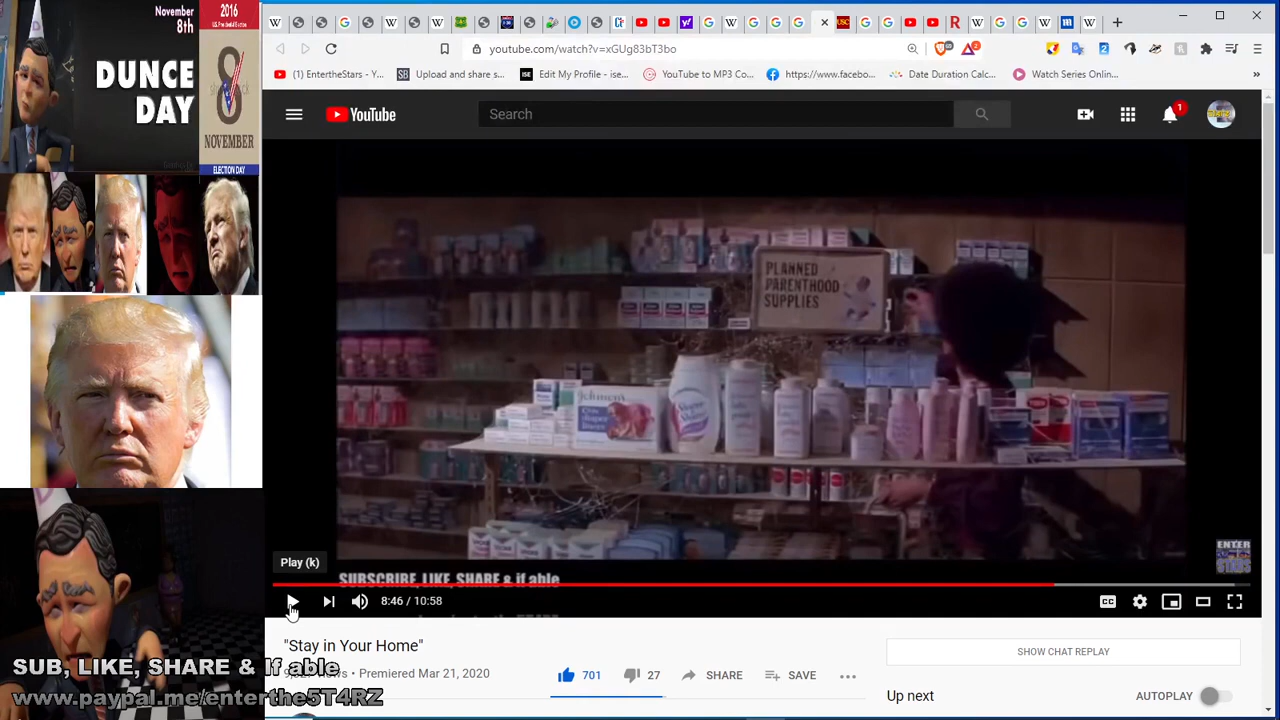 November
8th
DUNCE
DAY
2016
8
NOVEMBER
ELECTION DAY
youtube.com/watch?v=xGUg83bT3bo
(1) EntertheStars - Y...
Upload and share s...
Edit My Profile - ise...
YouTube to MP3 Co...
https://www.facebo...
Date Duration Calc...
Watch Series Online...
YouTube
Search
1
PLANNED
PARENTHOOD
SUPPLIES
ENTER
STARS
Play (k)
SUBSCRIBE, LIKE, SHARE & if able
8:46 / 10:58
"Stay in Your Home"
Premiered Mar 21, 2020
701
27
SHARE
SAVE
SHOW CHAT REPLAY
Up next
AUTOPLAY
SUB, LIKE, SHARE & If able
www.paypal.me/enterthe5T4RZ